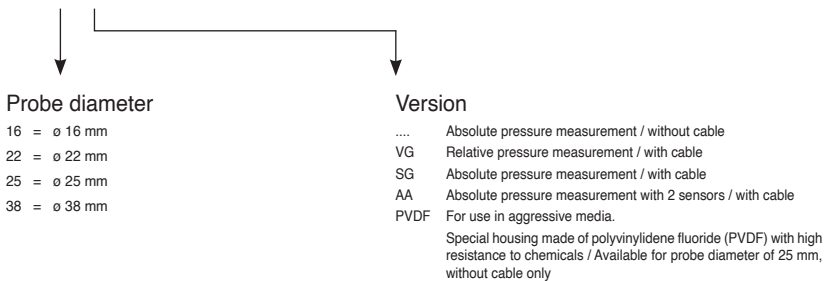 Probe diameter
16 = ø 16 mm
22 = ø 22 mm
25 = ø 25 mm
38 = ø 38 mm
Version
.... Absolute pressure measurement / without cable
VG Relative pressure measurement / with cable
SG Absolute pressure measurement / with cable
AA Absolute pressure measurement with 2 sensors / with cable
PVDF For use in aggressive media.
Special housing made of polyvinylidene fluoride (PVDF) with high
resistance to chemicals / Available for probe diameter of 25 mm,
without cable only